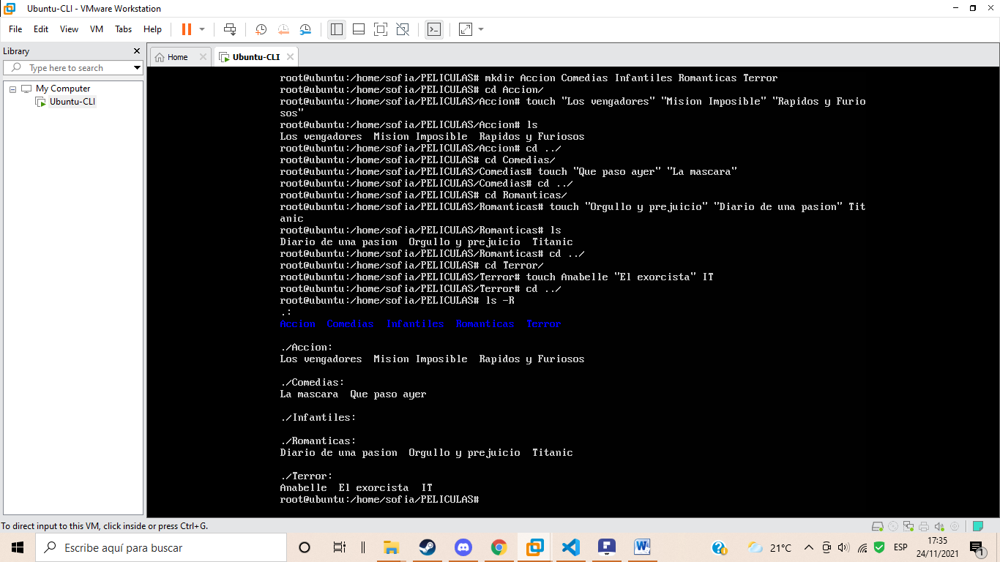 Ubuntu-CLI - VMware Workstation
File Edit View VM Tabs Help
Library
Type here to search
My Computer
Ubuntu-CLI
Home
Ubuntu-CLI
root@ubuntu:/home/sofia/PELICULAS# mkdir Accion Comedias Infantiles Romanticas Terror
root@ubuntu:/home/sofia/PELICULAS# cd Accion/
root@ubuntu:/home/sofia/PELICULAS/Accion# touch "Los vengadores" "Mision Imposible" "Rapidos y Furio
sos"
root@ubuntu:/home/sofia/PELICULAS/Accion# ls
Los vengadores  Mision Imposible  Rapidos y Furiosos
root@ubuntu:/home/sofia/PELICULAS/Accion# cd ../
root@ubuntu:/home/sofia/PELICULAS# cd Comedias/
root@ubuntu:/home/sofia/PELICULAS/Comedias# touch "Que paso ayer" "La mascara"
root@ubuntu:/home/sofia/PELICULAS/Comedias# cd ../
root@ubuntu:/home/sofia/PELICULAS# cd Romanticas/
root@ubuntu:/home/sofia/PELICULAS/Romanticas# touch "Orgullo y prejuicio" "Diario de una pasion" Tit
anic
root@ubuntu:/home/sofia/PELICULAS/Romanticas# ls
Diario de una pasion  Orgullo y prejuicio  Titanic
root@ubuntu:/home/sofia/PELICULAS/Romanticas# cd ../
root@ubuntu:/home/sofia/PELICULAS# cd Terror/
root@ubuntu:/home/sofia/PELICULAS/Terror# touch Anabelle "El exorcista" IT
root@ubuntu:/home/sofia/PELICULAS/Terror# cd ../
root@ubuntu:/home/sofia/PELICULAS# ls -R
.:
Accion  Comedias  Infantiles  Romanticas  Terror
./Accion:
Los vengadores  Mision Imposible  Rapidos y Furiosos
./Comedias:
La mascara  Que paso ayer
./Infantiles:
./Romanticas:
Diario de una pasion  Orgullo y prejuicio  Titanic
./Terror:
Anabelle  El exorcista  IT
root@ubuntu:/home/sofia/PELICULAS#
To direct input to this VM, click inside or press Ctrl+G.
Escribe aquí para buscar
21°C
ESP
17:35
24/11/2021
1